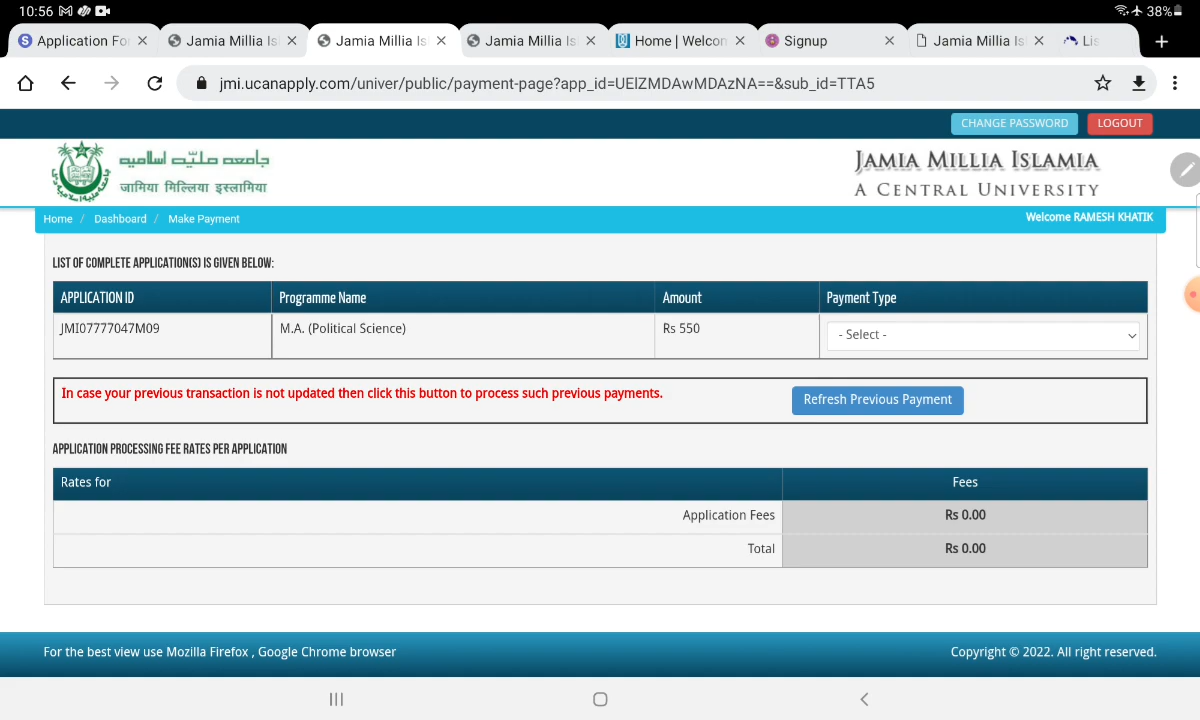 10:56
38%
Application For
Jamia Millia Is
Jamia Millia Is
Jamia Millia Is
Home | Welcon
Signup
Jamia Millia Is
Lis
jmi.ucanapply.com/univer/public/payment-page?app_id=UElZMDAwMDAzNA==&sub_id=TTA5
CHANGE PASSWORD
LOGOUT
جامعہ ملیہ اسلامیہ
जामिया मिल्लिया इस्लामिया
JAMIA MILLIA ISLAMIA
A CENTRAL UNIVERSITY
Home / Dashboard / Make Payment
Welcome RAMESH KHATIK
LIST OF COMPLETE APPLICATION(S) IS GIVEN BELOW:
APPLICATION ID Programme Name Amount Payment Type
JMI07777047M09 M.A. (Political Science) Rs 550 - Select -
In case your previous transaction is not updated then click this button to process such previous payments.
Refresh Previous Payment
APPLICATION PROCESSING FEE RATES PER APPLICATION
Rates for Fees
Application Fees Rs 0.00
Total Rs 0.00
For the best view use Mozilla Firefox , Google Chrome browser
Copyright © 2022. All right reserved.